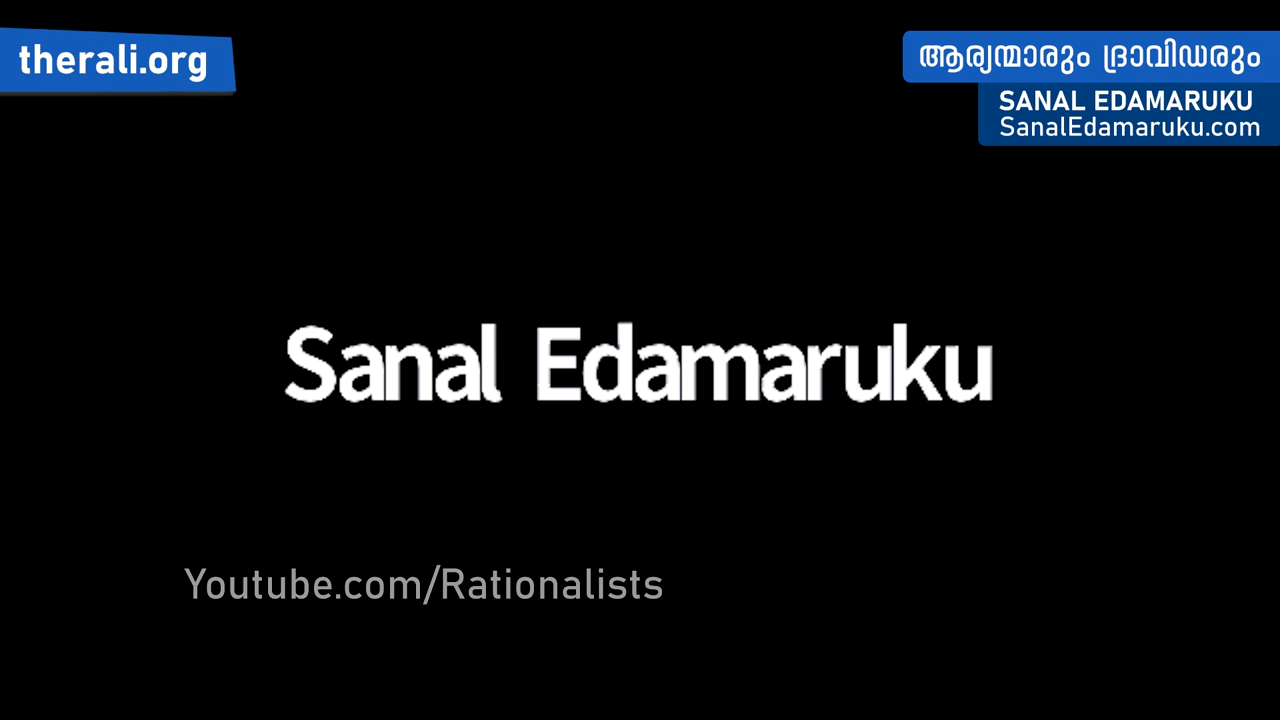 therali.org
ആര്യന്മാരും ദ്രാവിഡരും
SANAL EDAMARUKU
SanalEdamaruku.com
Sanal Edamaruku
Youtube.com/Rationalists